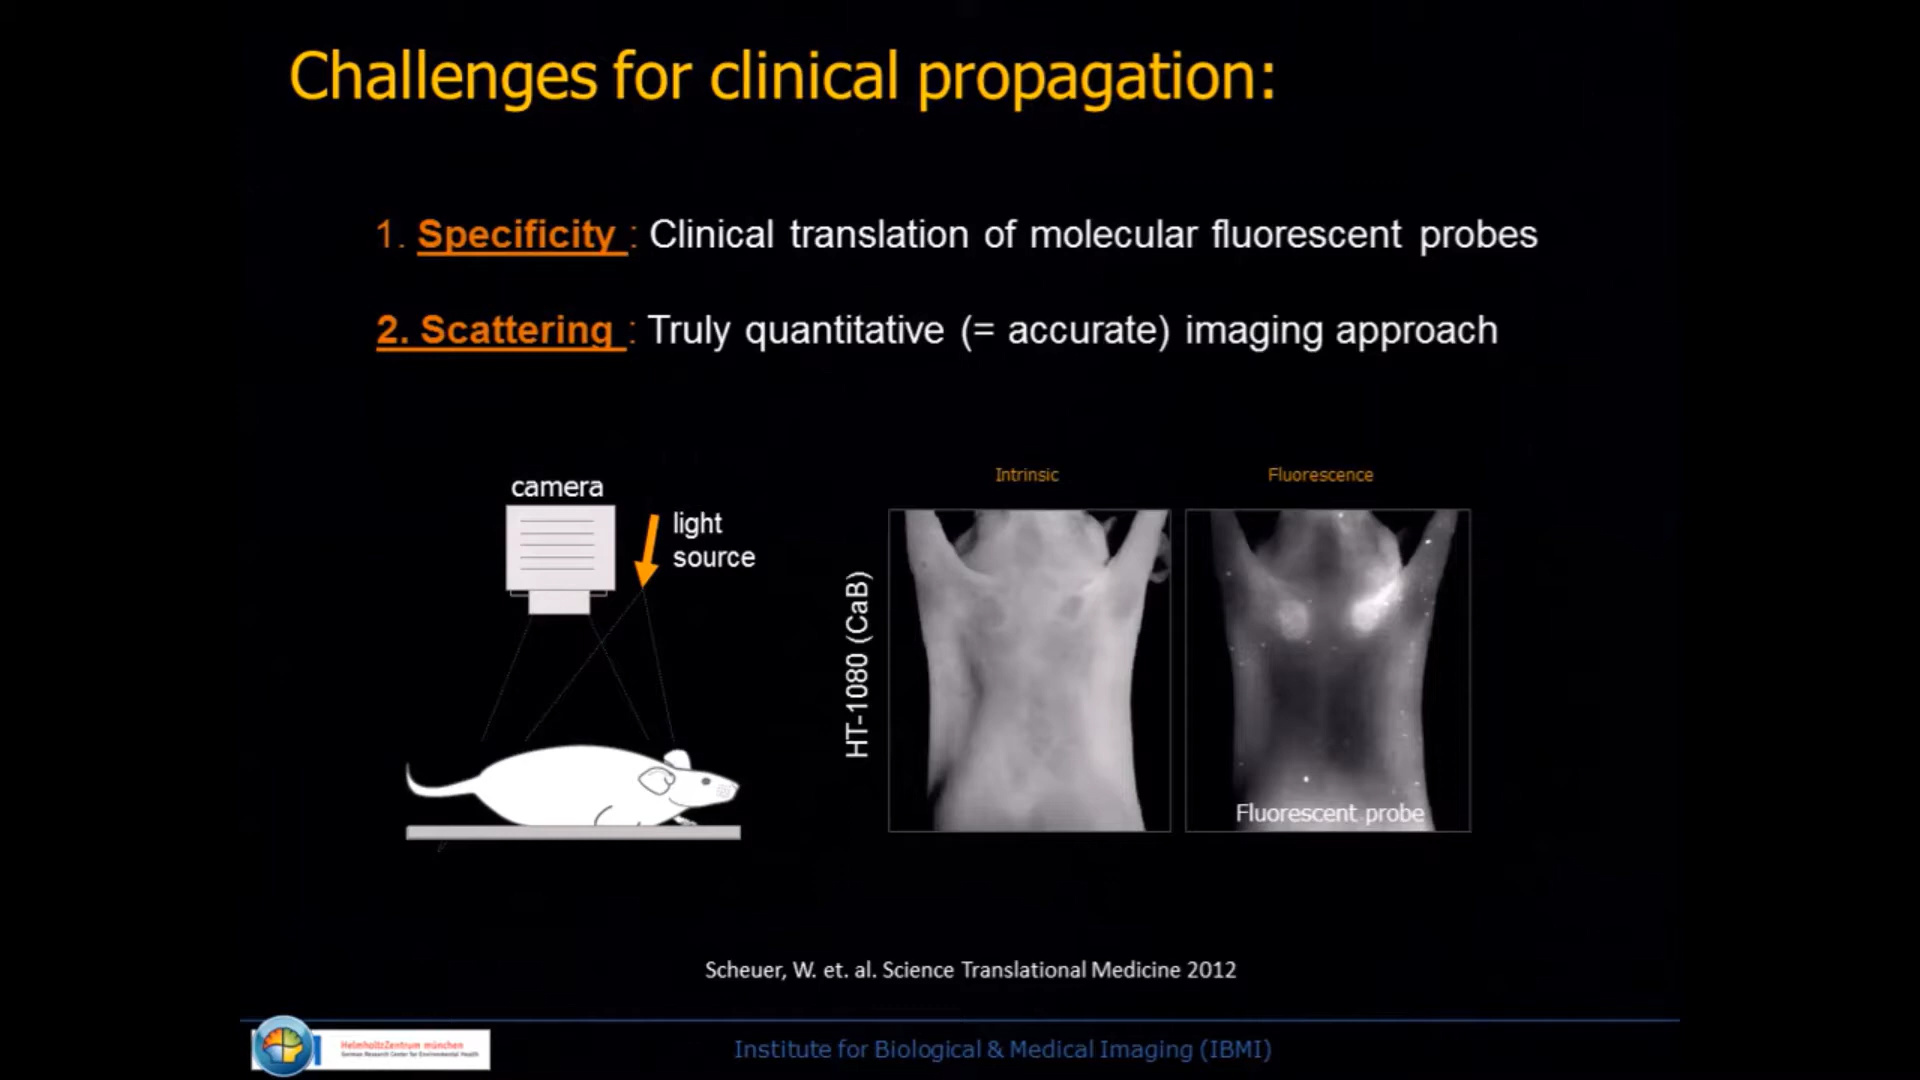 Challenges for clinical propagation:
1. Specificity : Clinical translation of molecular fluorescent probes
2. Scattering : Truly quantitative (= accurate) imaging approach
camera
light
source
Intrinsic
Fluorescence
HT-1080 (CaB)
Fluorescent probe
Scheuer, W. et. al. Science Translational Medicine 2012
HelmholtzZentrum münchen
German Research Center for Environmental Health
Institute for Biological & Medical Imaging (IBMI)